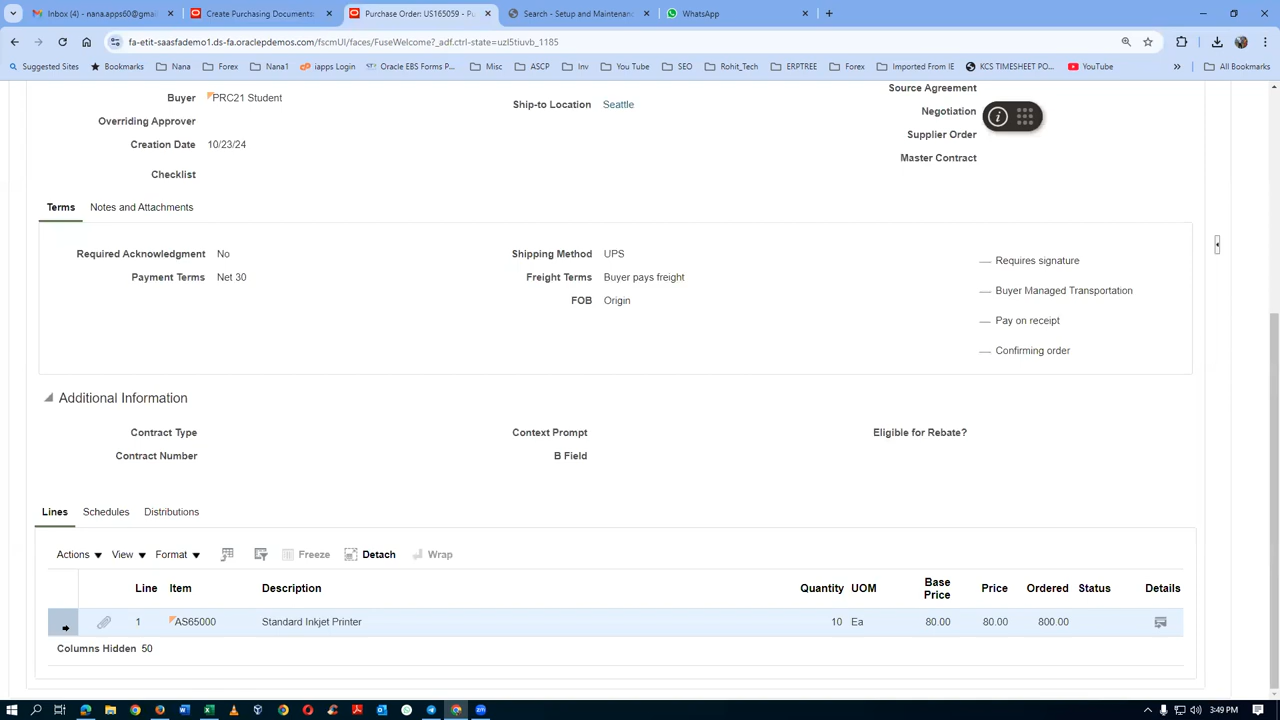 Inbox (4) - nana.apps60@gmail
Create Purchasing Documents:
Purchase Order: US165059 - Pu
Search - Setup and Maintenanc
WhatsApp
fa-etit-saasfademo1.ds-fa.oraclepdemos.com/fscmUI/faces/FuseWelcome?_adf.ctrl-state=uzl5tiuvb_1185
Suggested Sites
Bookmarks
Nana
Forex
Nana1
iapps Login
Oracle EBS Forms P...
Misc
ASCP
Inv
You Tube
SEO
Rohit_Tech
ERPTREE
Forex
Imported From IE
KCS TIMESHEET PO...
YouTube
All Bookmarks
Buyer PRC21 Student
Overriding Approver
Creation Date 10/23/24
Checklist
Ship-to Location Seattle
Source Agreement
Negotiation
Supplier Order
Master Contract
Terms
Notes and Attachments
Required Acknowledgment No
Payment Terms Net 30
Shipping Method UPS
Freight Terms Buyer pays freight
FOB Origin
Requires signature
Buyer Managed Transportation
Pay on receipt
Confirming order
Additional Information
Contract Type
Contract Number
Context Prompt
B Field
Eligible for Rebate?
Lines Schedules Distributions
Actions View Format Freeze Detach Wrap
Line Item Description Quantity UOM Base Price Price Ordered Status Details
1 AS65000 Standard Inkjet Printer 10 Ea 80.00 80.00 800.00
Columns Hidden 50
3:49 PM